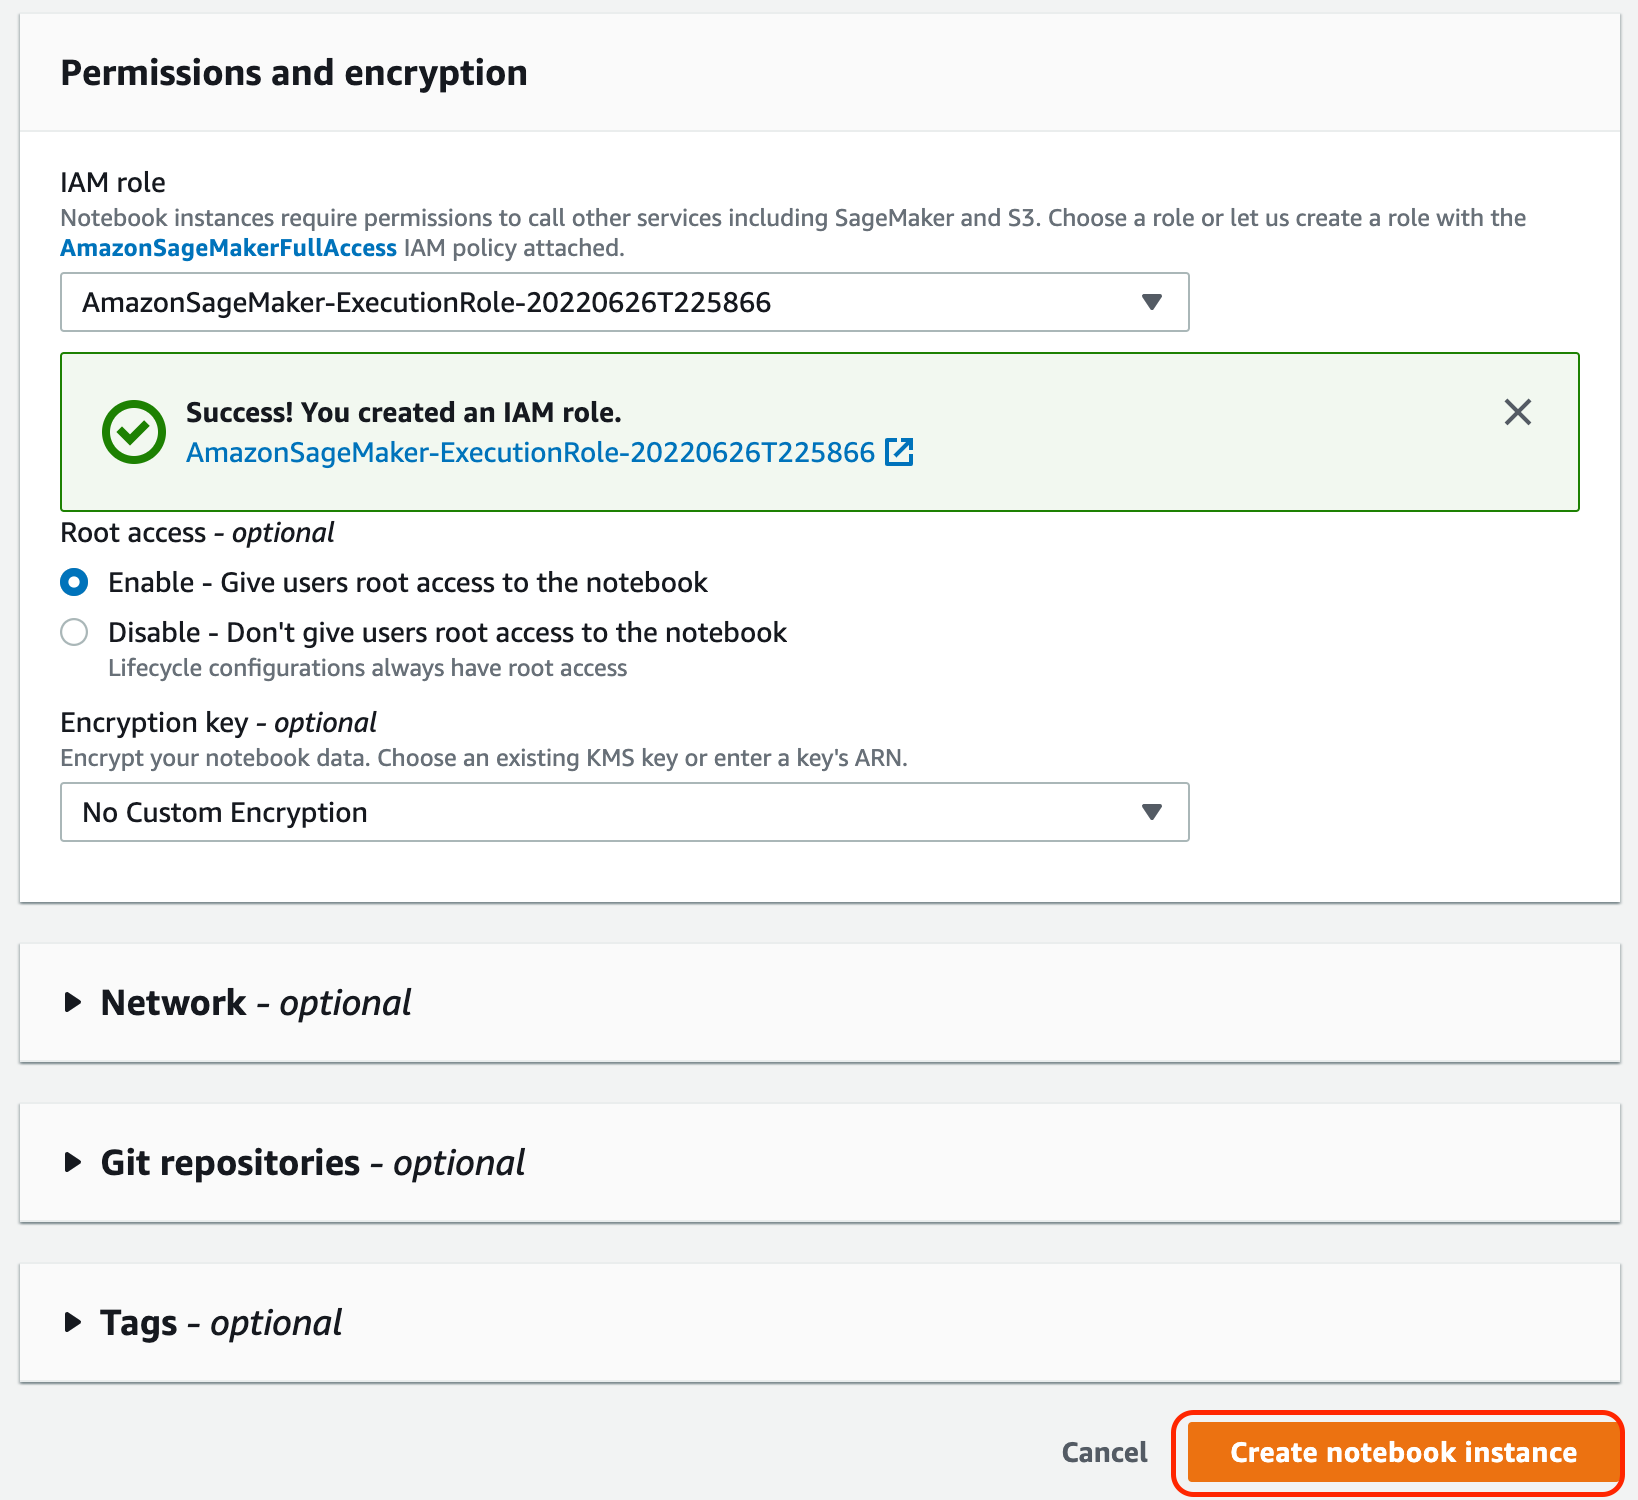 Permissions and encryption
IAM role
Notebook instances require permissions to call other services including SageMaker and S3. Choose a role or let us create a role with the
AmazonSageMakerFullAccess IAM policy attached.
AmazonSageMaker-ExecutionRole-20220626T225866
Success! You created an IAM role.
AmazonSageMaker-ExecutionRole-20220626T225866
Root access - optional
Enable - Give users root access to the notebook
Disable - Don't give users root access to the notebook
Lifecycle configurations always have root access
Encryption key - optional
Encrypt your notebook data. Choose an existing KMS key or enter a key's ARN.
No Custom Encryption
Network - optional
Git repositories - optional
Tags - optional
Cancel
Create notebook instance